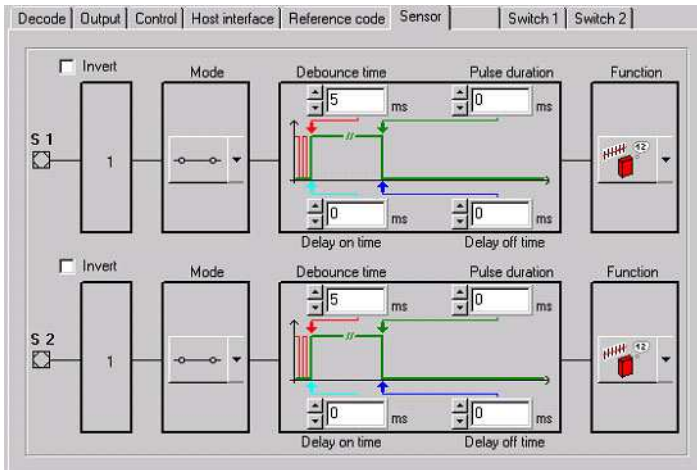 Decode Output Control Host interface Reference code Sensor Switch 1 Switch 2
Invert
Mode Debounce time Pulse duration Function
5 ms 0 ms
S 1
1
12
0 ms 0 ms
Delay on time Delay off time
Invert
Mode Debounce time Pulse duration Function
5 ms 0 ms
S 2
1
12
0 ms 0 ms
Delay on time Delay off time